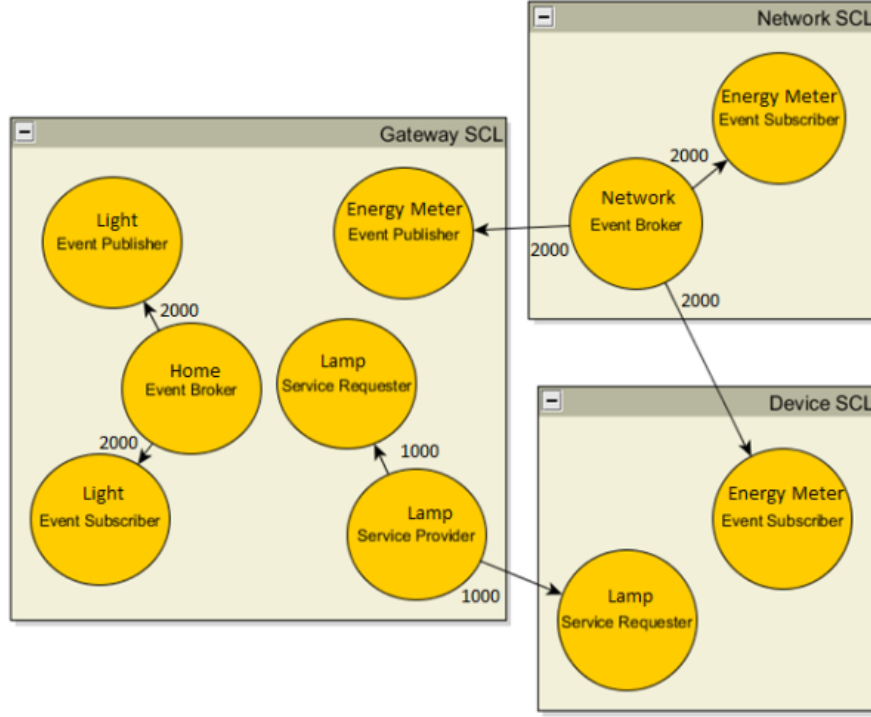 Network SCL
Energy Meter
Event Subscriber
2000
Network
Event Broker
2000
2000
Gateway SCL
Light
Event Publisher
Energy Meter
Event Publisher
2000
Home
Event Broker
Lamp
Service Requester
2000
1000
Light
Event Subscriber
Lamp
Service Provider
1000
Device SCL
Energy Meter
Event Subscriber
Lamp
Service Requester